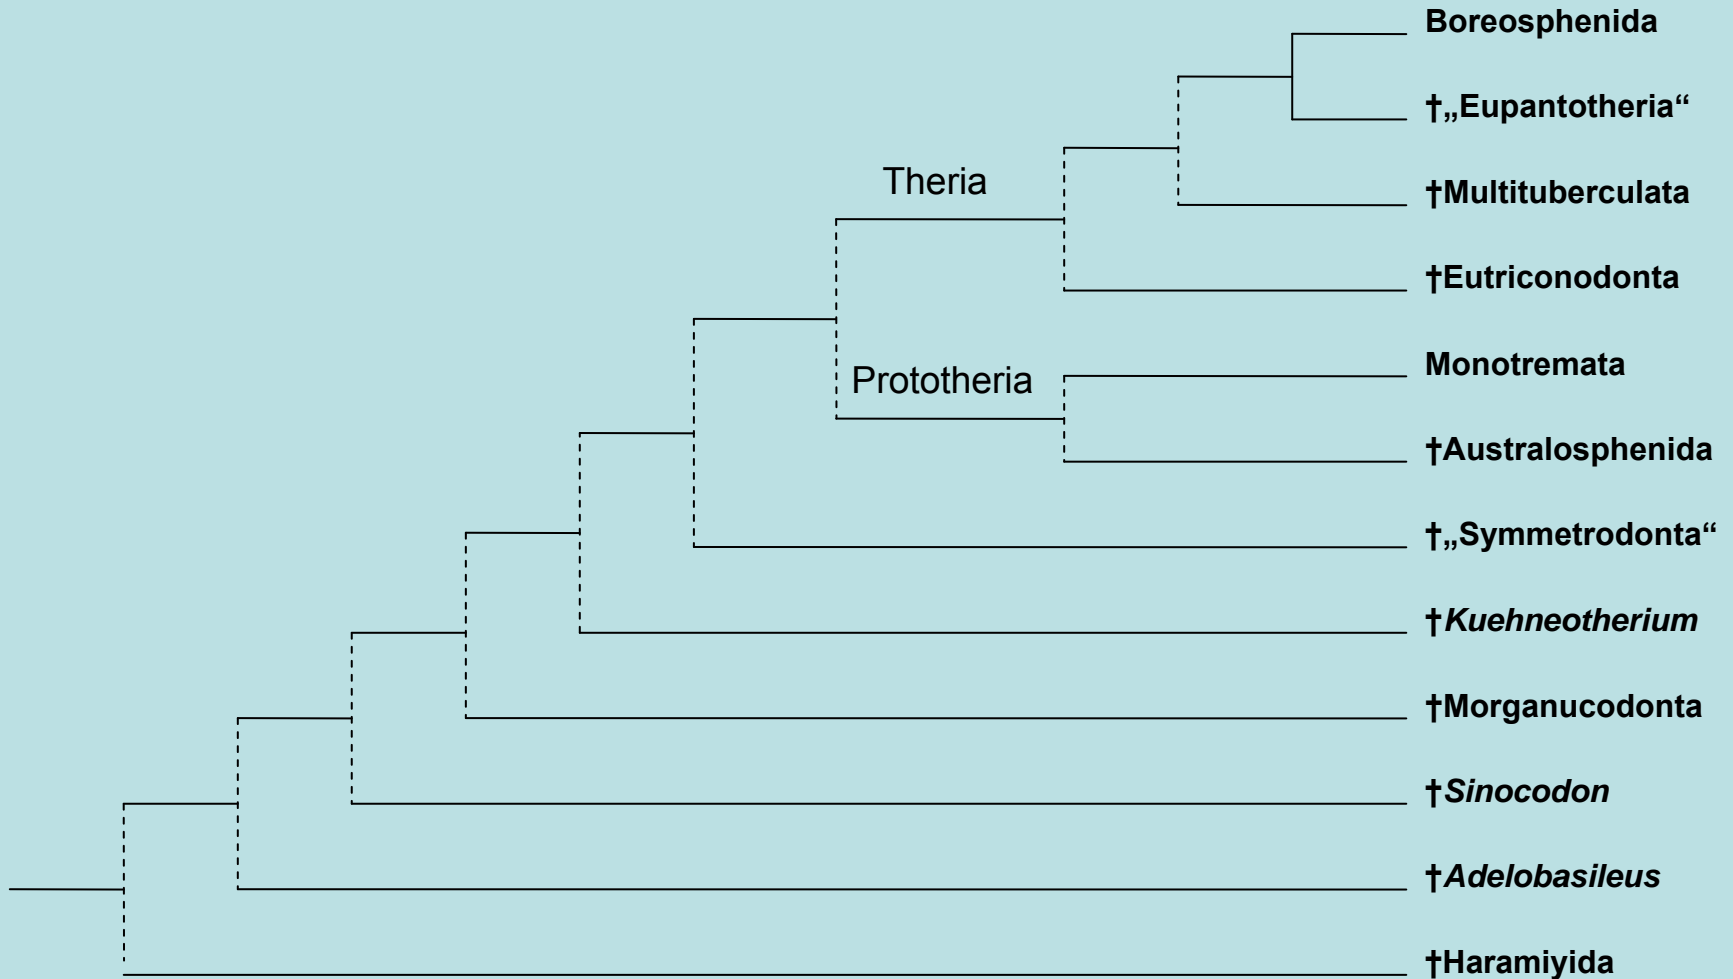 Boreosphenida
†„Eupantotheria“
Theria
†Multituberculata
†Eutriconodonta
Monotremata
Prototheria
†Australosphenida
†„Symmetrodonta“
†Kuehneotherium
†Morganucodonta
†Sinocodon
†Adelobasileus
†Haramiyida